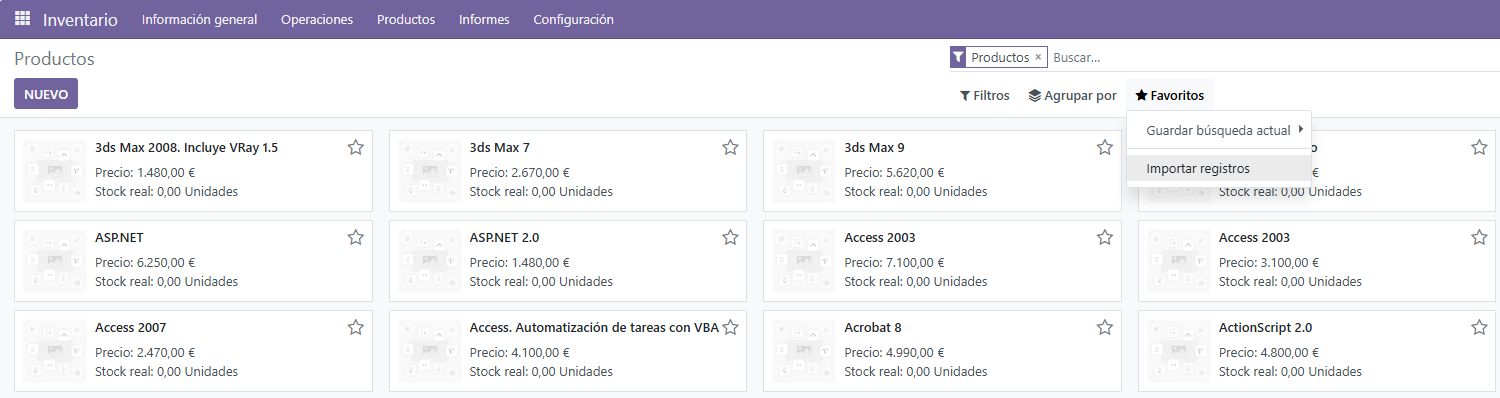 Inventario Información general Operaciones Productos Informes Configuración
Productos
Productos × Buscar...
NUEVO
Filtros Agrupar por Favoritos
Guardar búsqueda actual
Importar registros
3ds Max 2008. Incluye VRay 1.5
Precio: 1.480,00 €
Stock real: 0,00 Unidades
3ds Max 7
Precio: 2.670,00 €
Stock real: 0,00 Unidades
3ds Max 9
Precio: 5.620,00 €
Stock real: 0,00 Unidades
Stock real: 0,00 Unidades
ASP.NET
Precio: 6.250,00 €
Stock real: 0,00 Unidades
ASP.NET 2.0
Precio: 1.480,00 €
Stock real: 0,00 Unidades
Access 2003
Precio: 7.100,00 €
Stock real: 0,00 Unidades
Access 2003
Precio: 3.100,00 €
Stock real: 0,00 Unidades
Access 2007
Precio: 2.470,00 €
Stock real: 0,00 Unidades
Access. Automatización de tareas con VBA
Precio: 4.100,00 €
Stock real: 0,00 Unidades
Acrobat 8
Precio: 4.990,00 €
Stock real: 0,00 Unidades
ActionScript 2.0
Precio: 4.800,00 €
Stock real: 0,00 Unidades